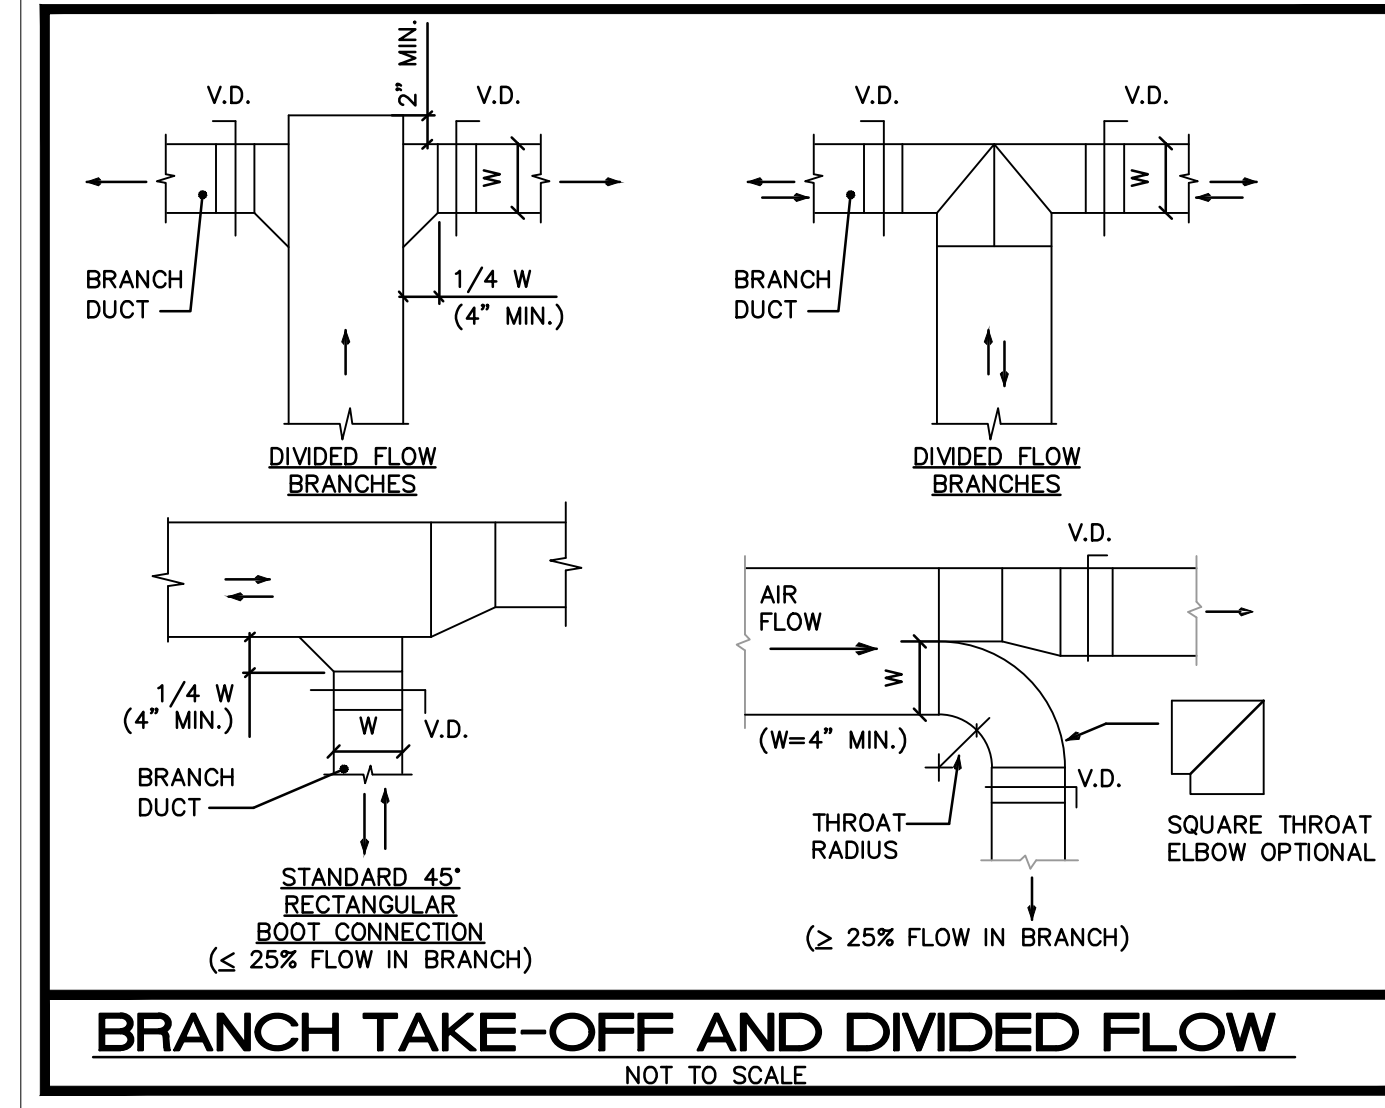 V.D.
2" MIN.
V.D.
W
BRANCH
DUCT
1/4 W
(4" MIN.)
DIVIDED FLOW
BRANCHES
V.D.
V.D.
W
BRANCH
DUCT
DIVIDED FLOW
BRANCHES
1/4 W
(4" MIN.)
W
V.D.
BRANCH
DUCT
STANDARD 45°
RECTANGULAR
BOOT CONNECTION
(≤ 25% FLOW IN BRANCH)
V.D.
AIR
FLOW
W
(W=4" MIN.)
V.D.
THROAT
RADIUS
SQUARE THROAT
ELBOW OPTIONAL
(≥ 25% FLOW IN BRANCH)
BRANCH TAKE-OFF AND DIVIDED FLOW
NOT TO SCALE